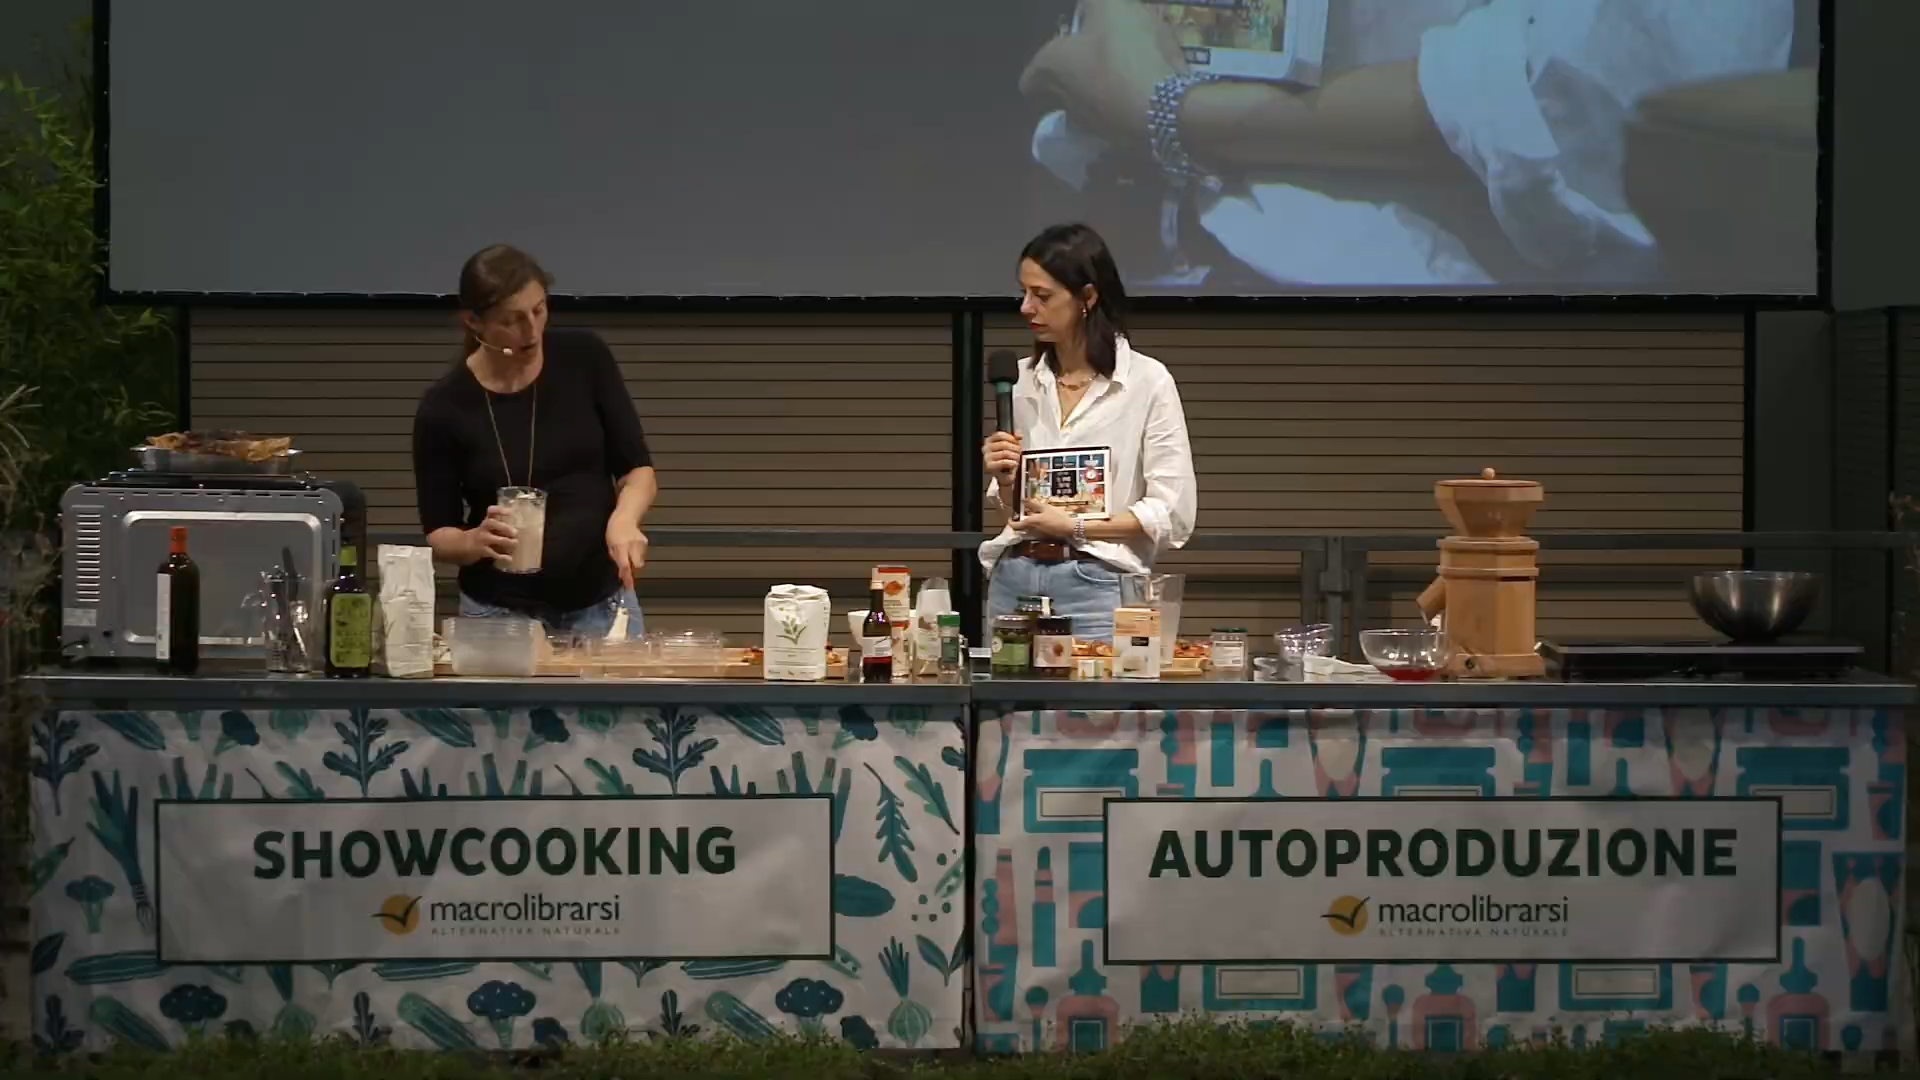 SHOWCOOKING
macrolibrarsi
ALTERNATIVA NATURALE
AUTOPRODUZIONE
macrolibrarsi
ALTERNATIVA NATURALE